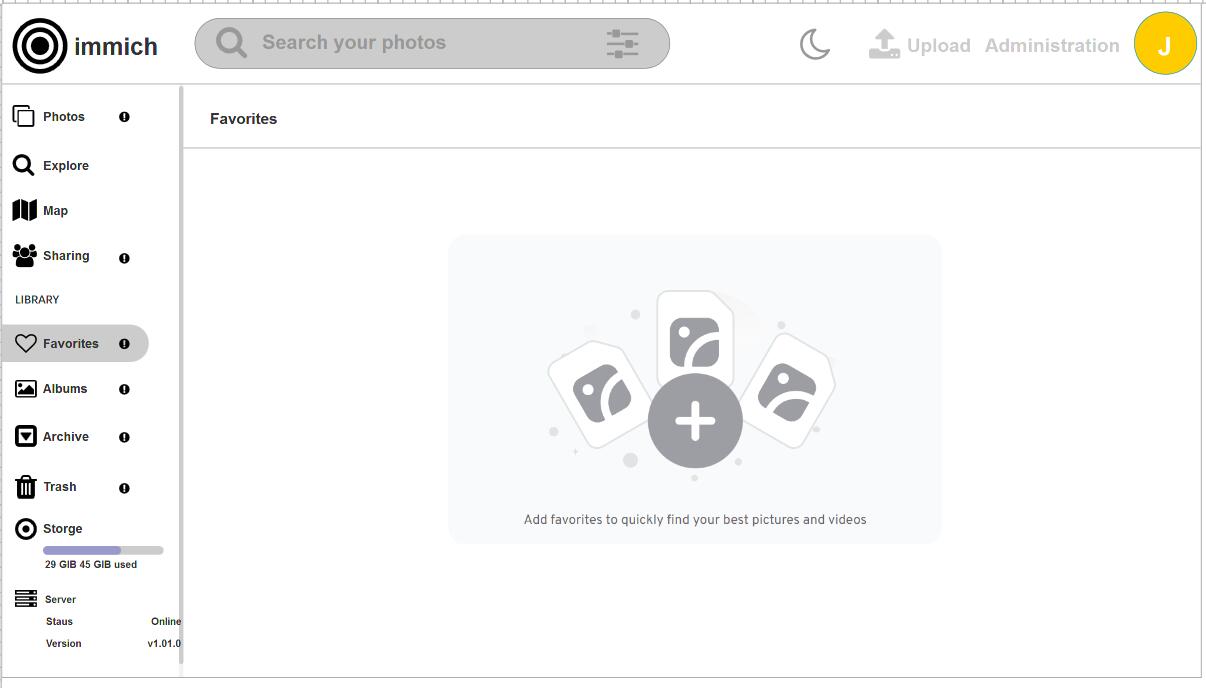 immich
Search your photos
Upload
Administration
J
Photos
Explore
Map
Sharing
LIBRARY
Favorites
Albums
Archive
Trash
Storge
29 GIB 45 GIB used
Server
Staus Online
Version v1.01.0
Favorites
Add favorites to quickly find your best pictures and videos